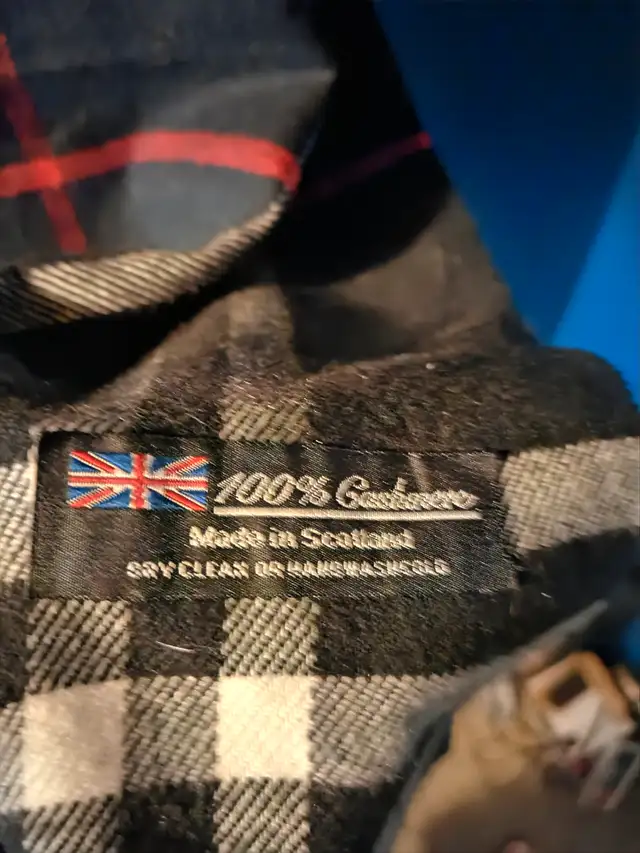 100% Cashmere
Made in Scotland
DRY CLEAN OR HANDWASH COLD